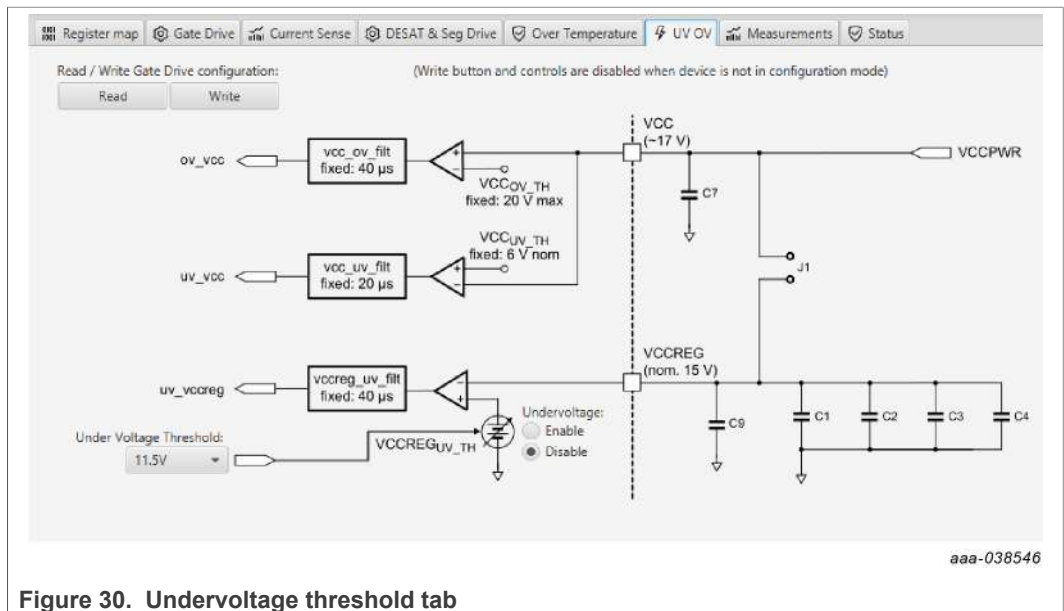 Register map Gate Drive Current Sense DESAT & Seg Drive Over Temperature UV OV Measurements Status
Read / Write Gate Drive configuration:
(Write button and controls are disabled when device is not in configuration mode)
Read Write
VCC
(~17 V)
ov_vcc
vcc_ov_filt
fixed: 40 µs
+
−
VCCPWR
VCCOV_TH
fixed: 20 V max
C7
VCCUV_TH
fixed: 6 V nom
uv_vcc
vcc_uv_filt
fixed: 20 µs
+
−
J1
VCCREG
(nom. 15 V)
uv_vccreg
vccreg_uv_filt
fixed: 40 µs
−
+
Under Voltage Threshold:
11.5V
VCCREGUV_TH
Undervoltage:
Enable
Disable
C9
C1
C2
C3
C4
aaa-038546
Figure 30. Undervoltage threshold tab